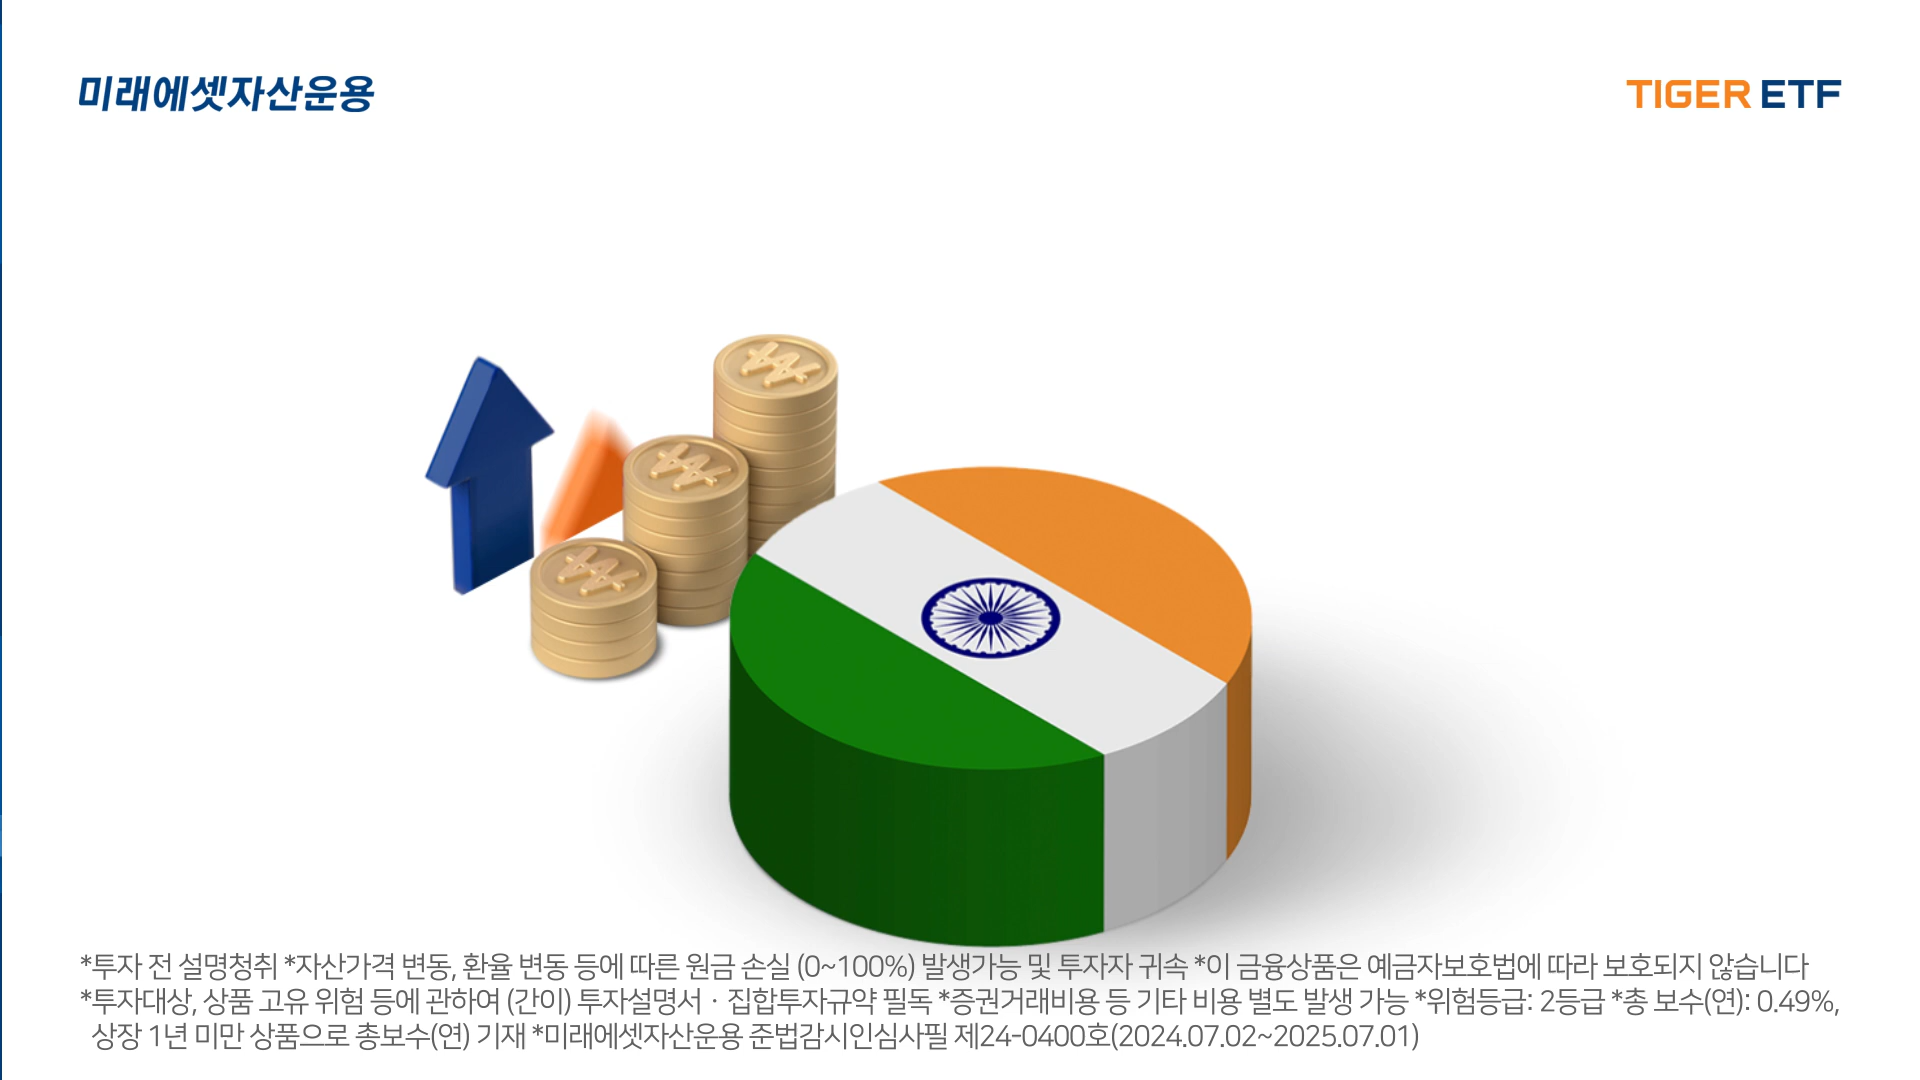 미래에셋자산운용
TIGER ETF
*투자 전 설명청취 *자산가격 변동, 환율 변동 등에 따른 원금 손실 (0~100%) 발생가능 및 투자자 귀속 *이 금융상품은 예금자보호법에 따라 보호되지 않습니다
*투자대상, 상품 고유 위험 등에 관하여 (간이) 투자설명서 · 집합투자규약 필독 *증권거래비용 등 기타 비용 별도 발생 가능 *위험등급: 2등급 *총 보수(연): 0.49%,
상장 1년 미만 상품으로 총보수(연) 기재 *미래에셋자산운용 준법감시인심사필 제24-0400호(2024.07.02~2025.07.01)